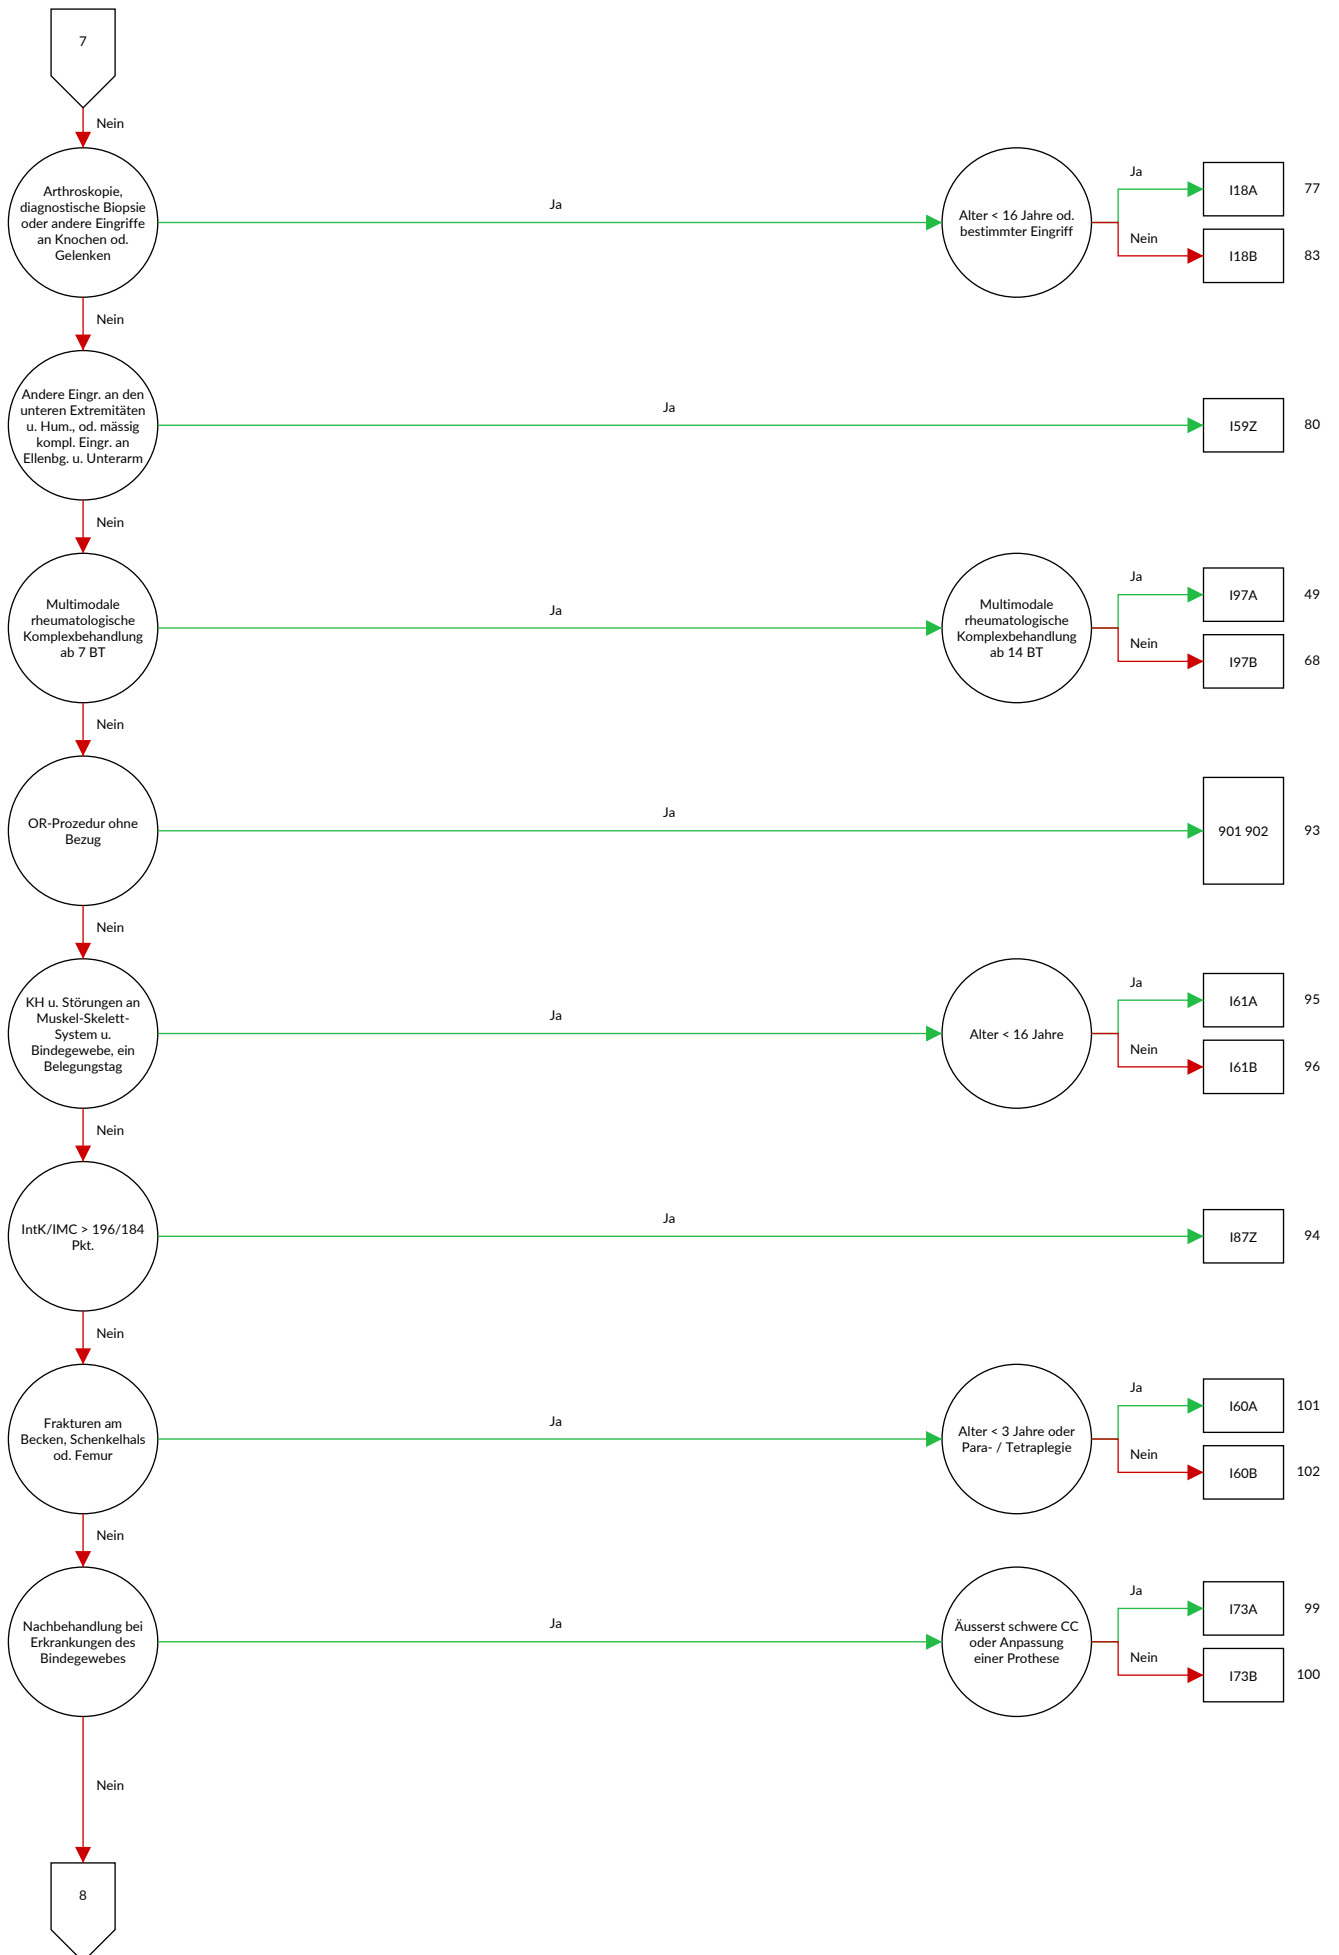 7
Nein
Arthroskopie,
diagnostische Biopsie
oder andere Eingriffe
an Knochen od.
Gelenken
Ja
Alter < 16 Jahre od.
bestimmter Eingriff
Ja
I18A
77
Nein
I18B
83
Nein
Andere Eingr. an den
unteren Extremitäten
u. Hum., od. mässig
kompl. Eingr. an
Ellenbg. u. Unterarm
Ja
I59Z
80
Nein
Multimodale
rheumatologische
Komplexbehandlung
ab 7 BT
Ja
Multimodale
rheumatologische
Komplexbehandlung
ab 14 BT
Ja
I97A
49
Nein
I97B
68
Nein
OR-Prozedur ohne
Bezug
Ja
901 902
93
Nein
KH u. Störungen an
Muskel-Skelett-
System u.
Bindegewebe, ein
Belegungstag
Ja
Alter < 16 Jahre
Ja
I61A
95
Nein
I61B
96
Nein
IntK/IMC > 196/184
Pkt.
Ja
I87Z
94
Nein
Frakturen am
Becken, Schenkelhals
od. Femur
Ja
Alter < 3 Jahre oder
Para- / Tetraplegie
Ja
I60A
101
Nein
I60B
102
Nein
Nachbehandlung bei
Erkrankungen des
Bindegewebes
Ja
Äusserst schwere CC
oder Anpassung
einer Prothese
Ja
I73A
99
Nein
I73B
100
Nein
8